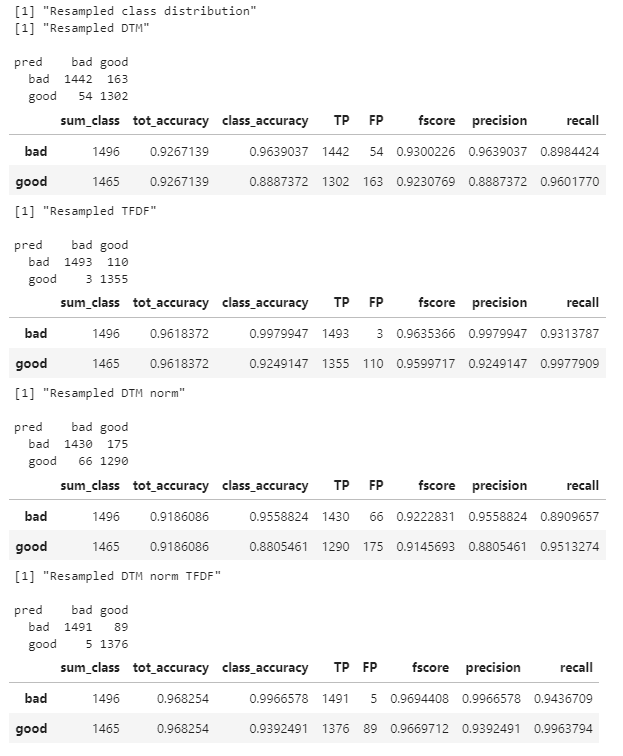 [1] "Resampled class distribution"
[1] "Resampled DTM"
pred bad good
bad 1442 163
good 54 1302
sum_class tot_accuracy class_accuracy TP FP fscore precision recall
bad 1496 0.9267139 0.9639037 1442 54 0.9300226 0.9639037 0.8984424
good 1465 0.9267139 0.8887372 1302 163 0.9230769 0.8887372 0.9601770
[1] "Resampled TFDF"
pred bad good
bad 1493 110
good 3 1355
sum_class tot_accuracy class_accuracy TP FP fscore precision recall
bad 1496 0.9618372 0.9979947 1493 3 0.9635366 0.9979947 0.9313787
good 1465 0.9618372 0.9249147 1355 110 0.9599717 0.9249147 0.9977909
[1] "Resampled DTM norm"
pred bad good
bad 1430 175
good 66 1290
sum_class tot_accuracy class_accuracy TP FP fscore precision recall
bad 1496 0.9186086 0.9558824 1430 66 0.9222831 0.9558824 0.8909657
good 1465 0.9186086 0.8805461 1290 175 0.9145693 0.8805461 0.9513274
[1] "Resampled DTM norm TFDF"
pred bad good
bad 1491 89
good 5 1376
sum_class tot_accuracy class_accuracy TP FP fscore precision recall
bad 1496 0.968254 0.9966578 1491 5 0.9694408 0.9966578 0.9436709
good 1465 0.968254 0.9392491 1376 89 0.9669712 0.9392491 0.9963794